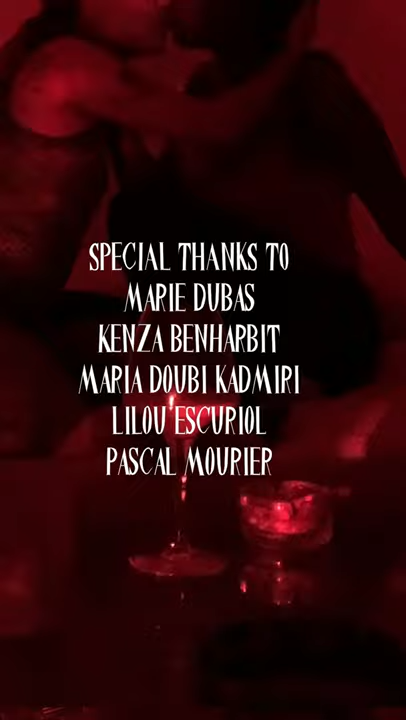 SPECIAL THANKS TO
MARIE DUBAS
KENZA BENHARBIT
MARIA DOUBI KADMIRI
LILOU ESCURIOL
PASCAL MOURIER